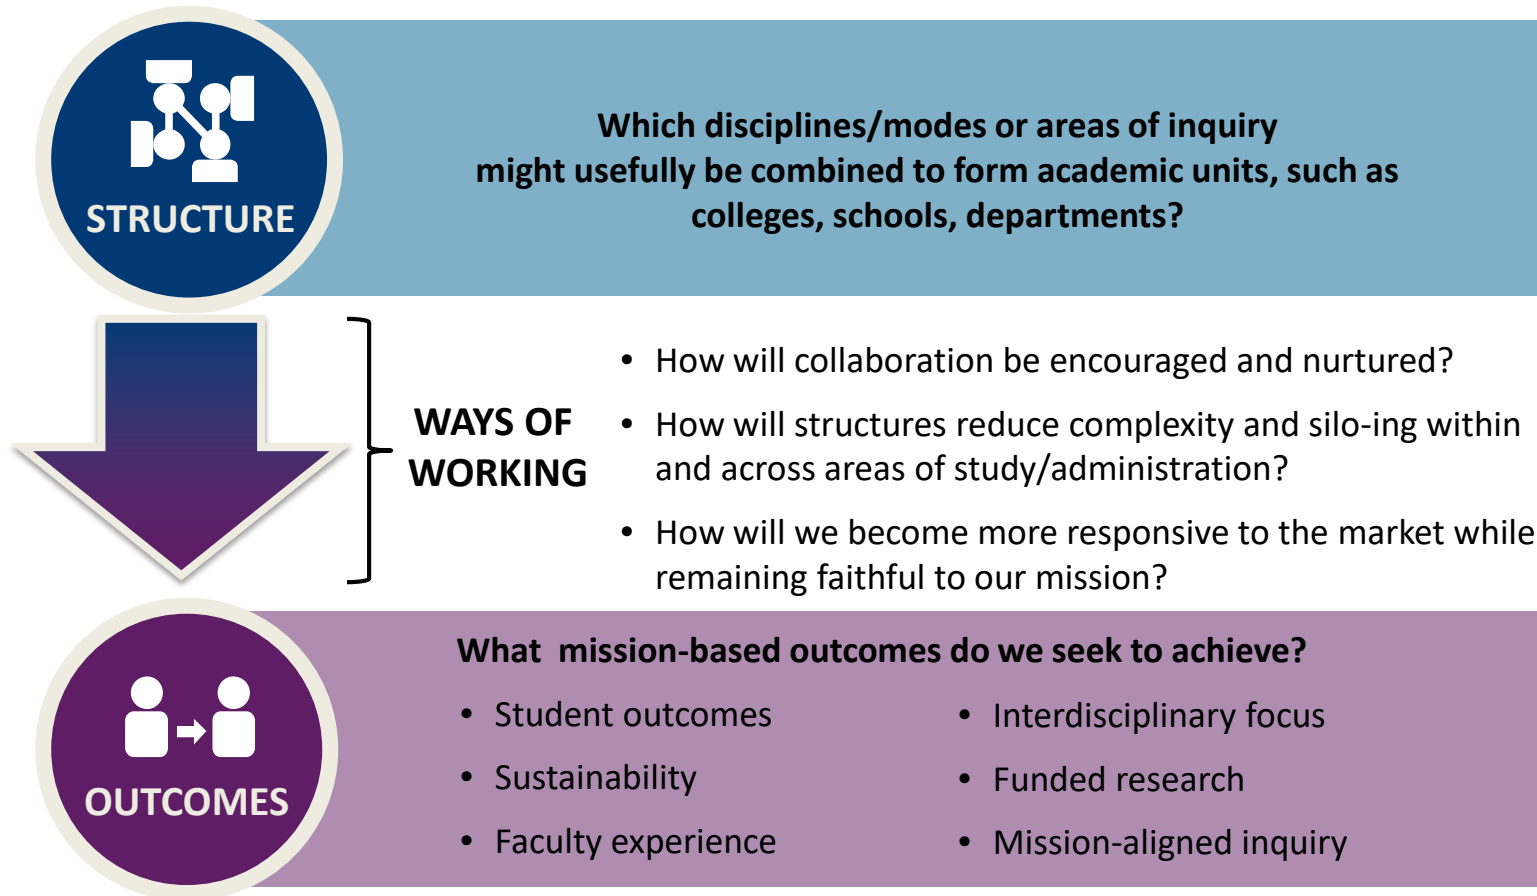 STRUCTURE
Which disciplines/modes or areas of inquiry
might usefully be combined to form academic units, such as
colleges, schools, departments?
WAYS OF
WORKING
• How will collaboration be encouraged and nurtured?
• How will structures reduce complexity and silo-ing within
and across areas of study/administration?
• How will we become more responsive to the market while
remaining faithful to our mission?
OUTCOMES
What  mission-based outcomes do we seek to achieve?
• Student outcomes
• Sustainability
• Faculty experience
• Interdisciplinary focus
• Funded research
• Mission-aligned inquiry